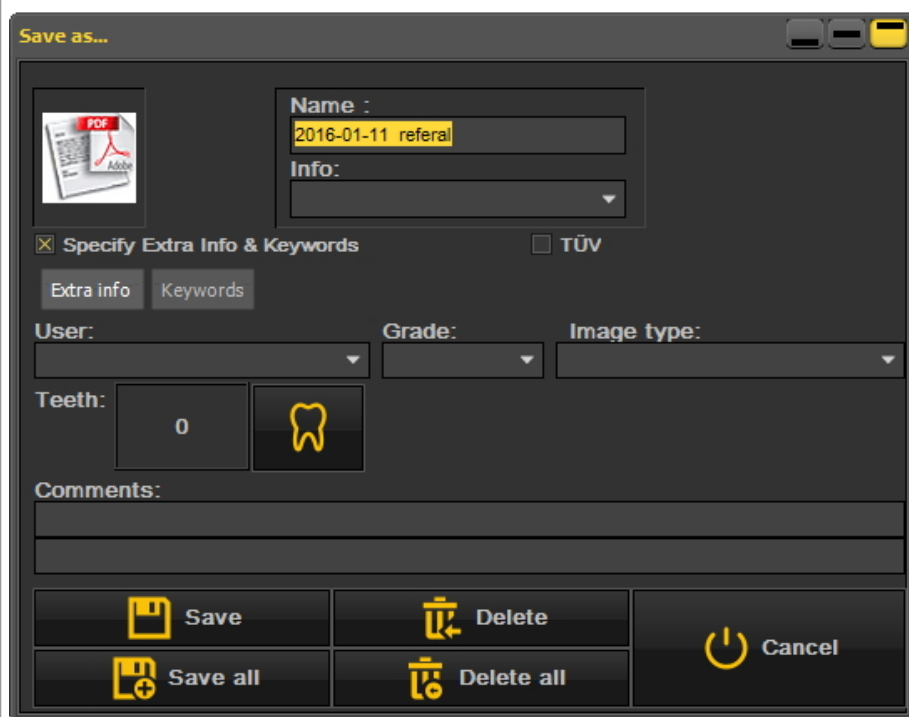 Save as...
PDF
Adobe
Name :
2016-01-11 referal
Info:
Specify Extra Info & Keywords
TÜV
Extra info
Keywords
User:
Grade:
Image type:
Teeth:
0
Comments:
Save
Delete
Cancel
Save all
Delete all